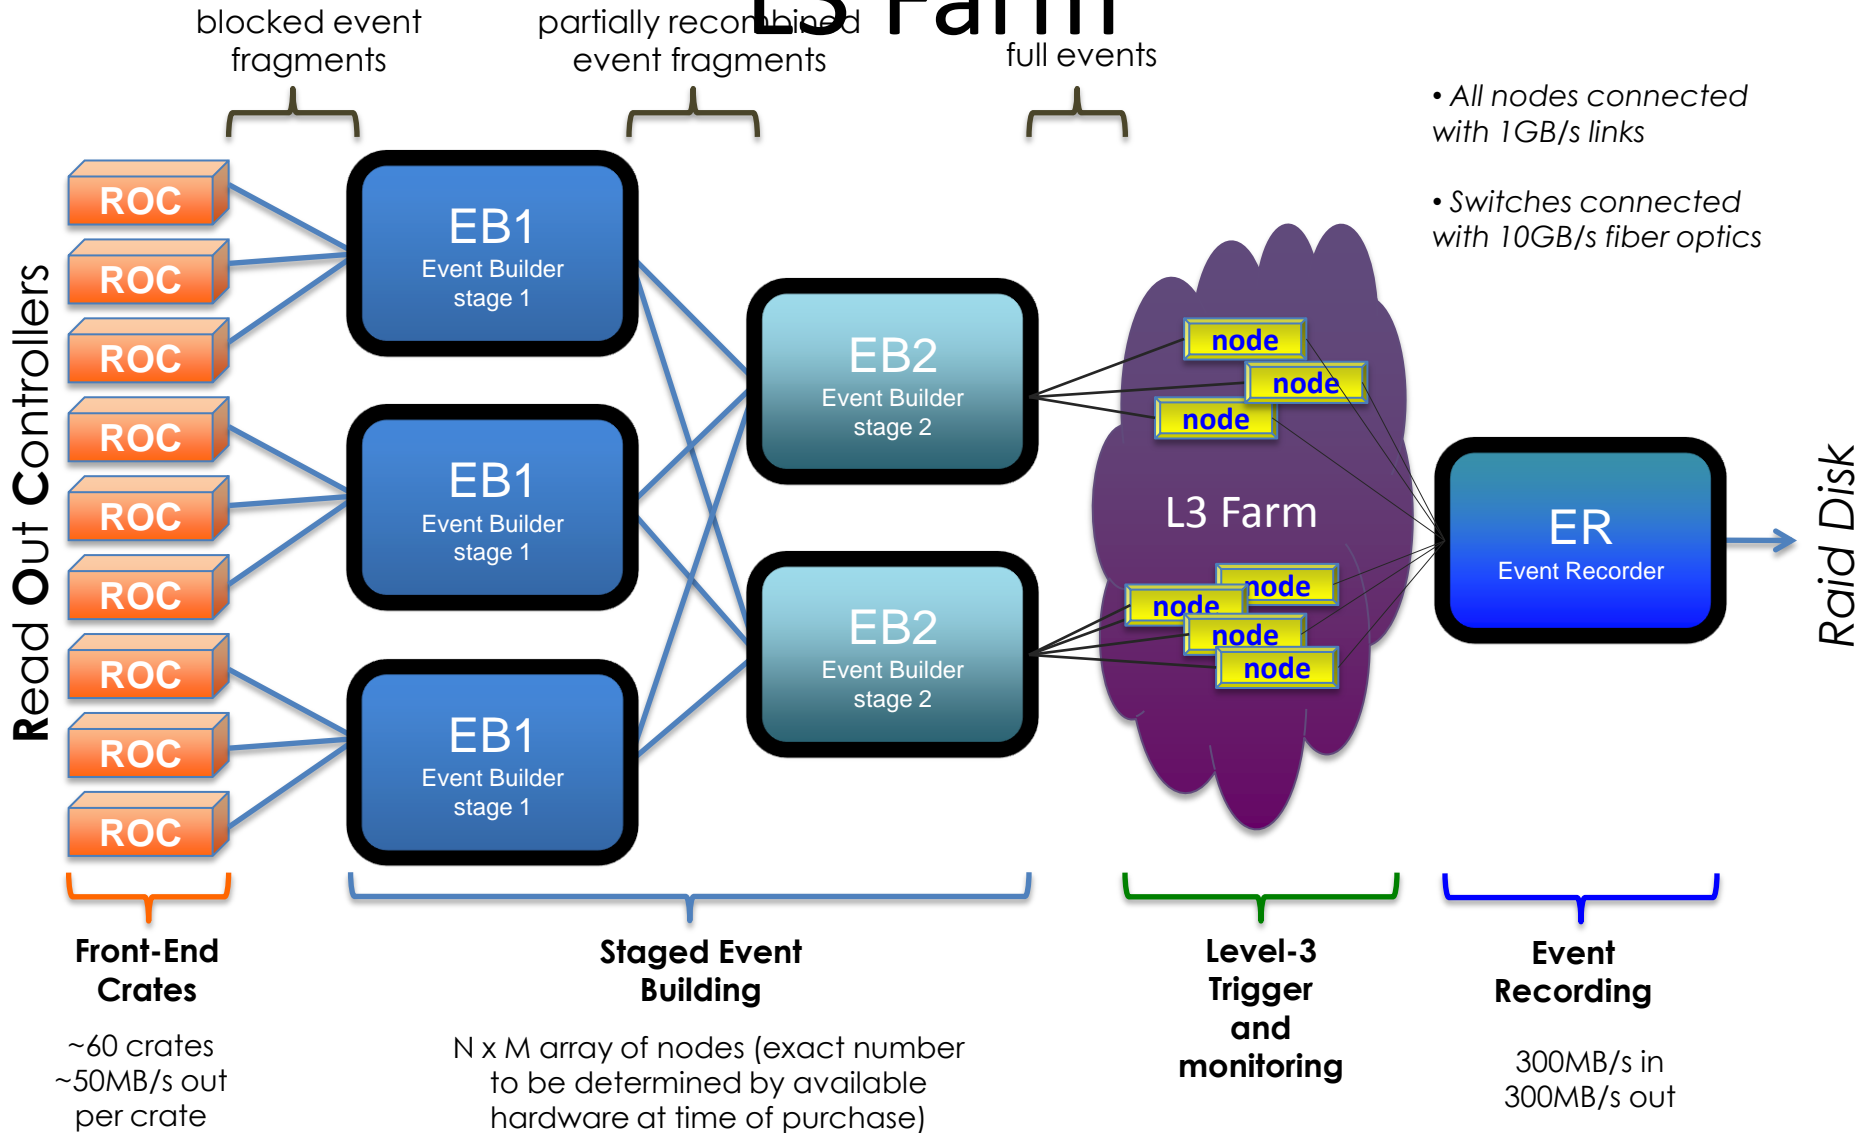 L3 Farm
blocked event
fragments
partially recombined
event fragments
full events
• All nodes connected
with 1GB/s links
• Switches connected
with 10GB/s fiber optics
Read Out Controllers
ROC
ROC
ROC
ROC
ROC
ROC
ROC
ROC
ROC
EB1
Event Builder
stage 1
EB1
Event Builder
stage 1
EB1
Event Builder
stage 1
EB2
Event Builder
stage 2
EB2
Event Builder
stage 2
node
node
node
L3 Farm
node
node
node
node
ER
Event Recorder
Raid Disk
Front-End
Crates
~60 crates
~50MB/s out
per crate
Staged Event
Building
N x M array of nodes (exact number
to be determined by available
hardware at time of purchase)
Level-3
Trigger
and
monitoring
Event
Recording
300MB/s in
300MB/s out